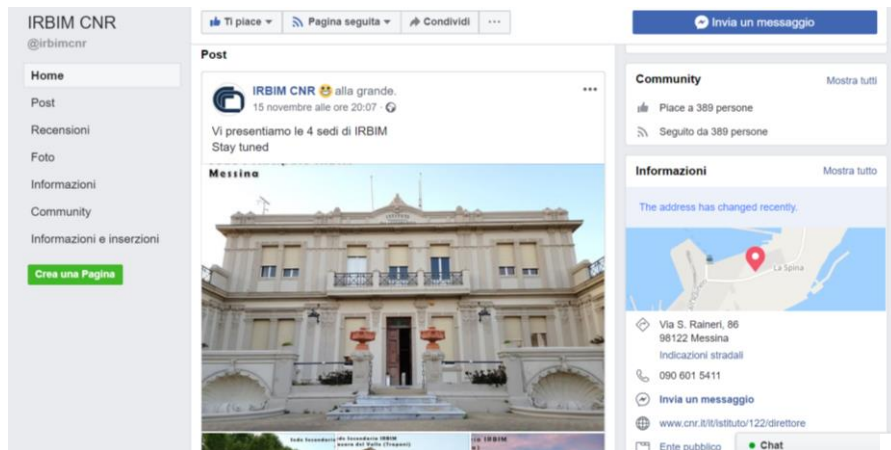 IRBIM CNR
@irbimcnr
Home
Post
Recensioni
Foto
Informazioni
Community
Informazioni e inserzioni
Crea una Pagina
Ti piace
Pagina seguita
Condividi
Post
IRBIM CNR alla grande.
15 novembre alle ore 20:07
Vi presentiamo le 4 sedi di IRBIM
Stay tuned
Messina
Invia un messaggio
Community
Mostra tutti
Piace a 389 persone
Seguito da 389 persone
Informazioni
Mostra tutto
The address has changed recently.
La Spina
Via S. Raineri, 86
98122 Messina
Indicazioni stradali
090 601 5411
Invia un messaggio
www.cnr.it/it/istituto/122/direttore
Ente pubblico
Chat